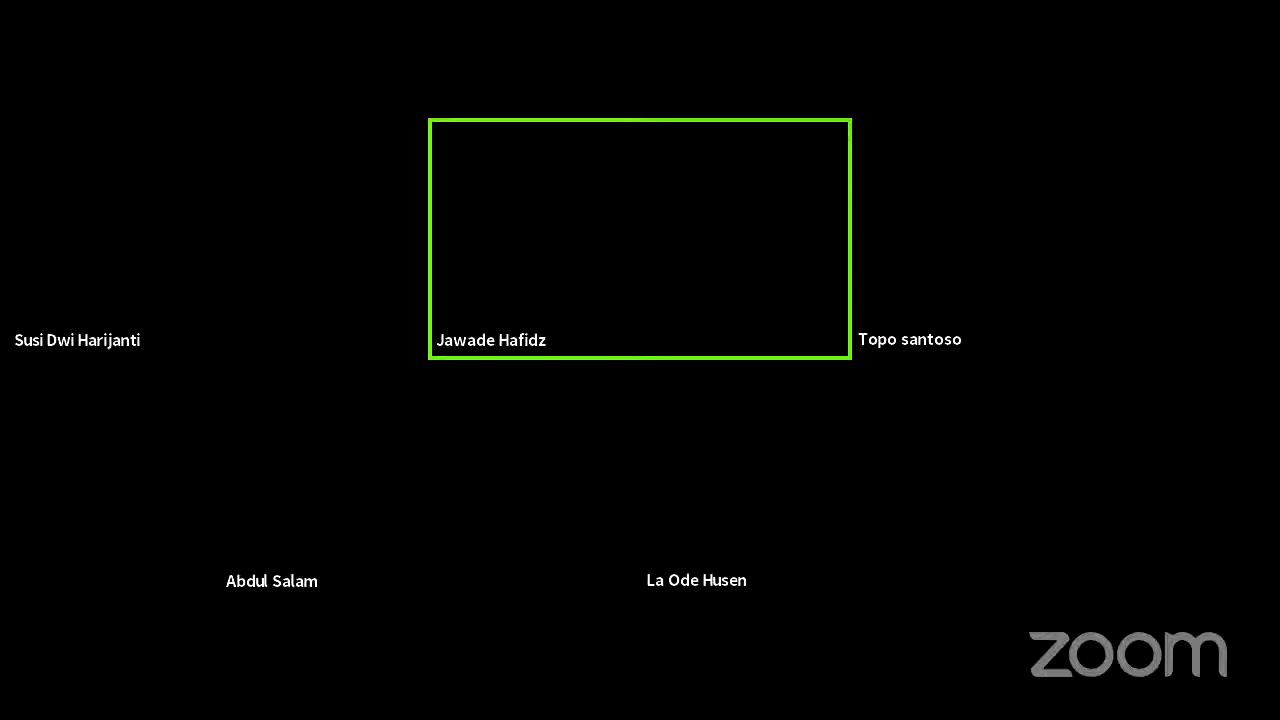 Susi Dwi Harijanti
Jawade Hafidz
Topo santoso
Abdul Salam
La Ode Husen
zoom